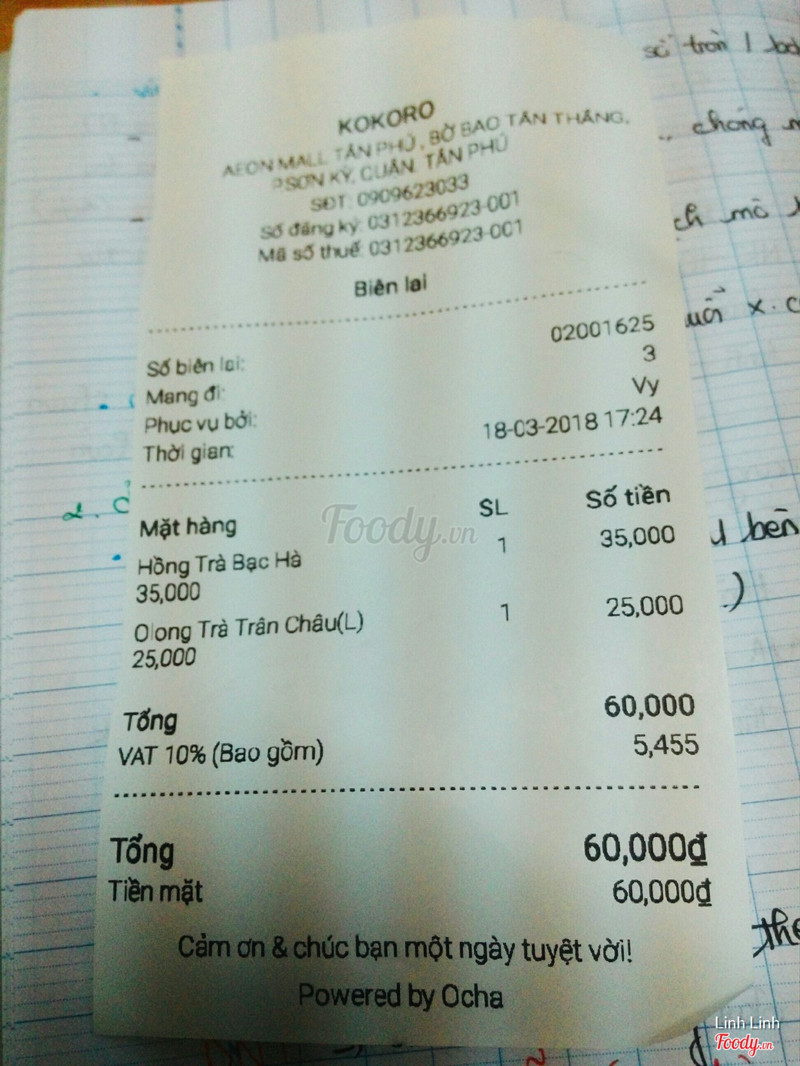 KOKORO
AEON MALL TÂN PHÚ, BỜ BAO TÂN THẮNG,
P.SƠN KỲ, QUẬN. TÂN PHÚ
SĐT: 0909623033
Số đăng ký: 0312366923-001
Mã số thuế: 0312366923-001
Biên lai
Số biên lai: 02001625
Mang đi: 3
Phục vụ bởi: Vy
Thời gian: 18-03-2018 17:24
Mặt hàng SL Số tiền
Hồng Trà Bạc Hà 1 35,000
35,000
Olong Trà Trân Châu(L) 1 25,000
25,000
Tổng 60,000
VAT 10% (Bao gồm) 5,455
Tổng 60,000₫
Tiền mặt 60,000₫
Cảm ơn & chúc bạn một ngày tuyệt vời!
Powered by Ocha
Foody.vn
chóng
mô
x.
bên
the
Linh Linh
Foody.vn